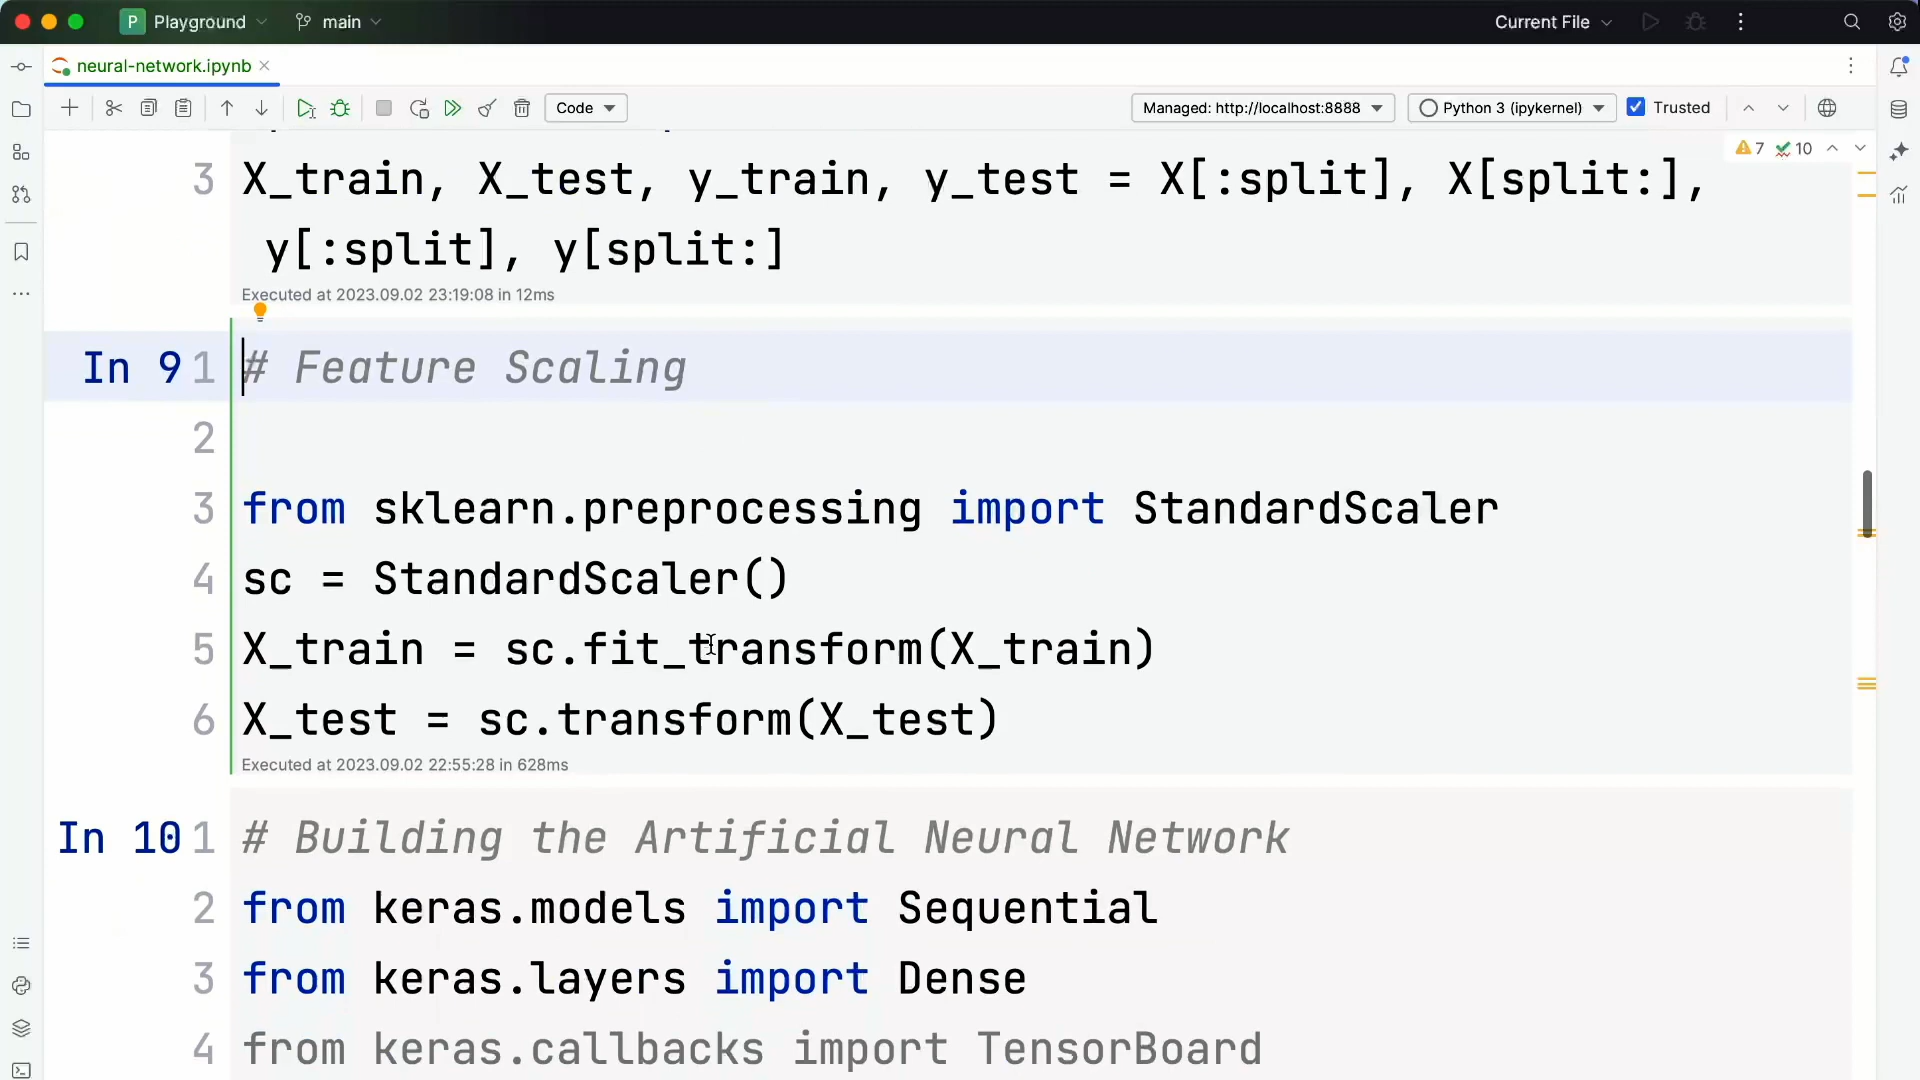 P Playground main Current File
neural-network.ipynb
Code Managed: http://localhost:8888 Python 3 (ipykernel) Trusted
7 10
3 X_train, X_test, y_train, y_test = X[:split], X[split:],
y[:split], y[split:]
Executed at 2023.09.02 23:19:08 in 12ms
In 9 1 # Feature Scaling
2
3 from sklearn.preprocessing import StandardScaler
4 sc = StandardScaler()
5 X_train = sc.fit_transform(X_train)
6 X_test = sc.transform(X_test)
Executed at 2023.09.02 22:55:28 in 628ms
In 10 1 # Building the Artificial Neural Network
2 from keras.models import Sequential
3 from keras.layers import Dense
4 from keras.callbacks import TensorBoard